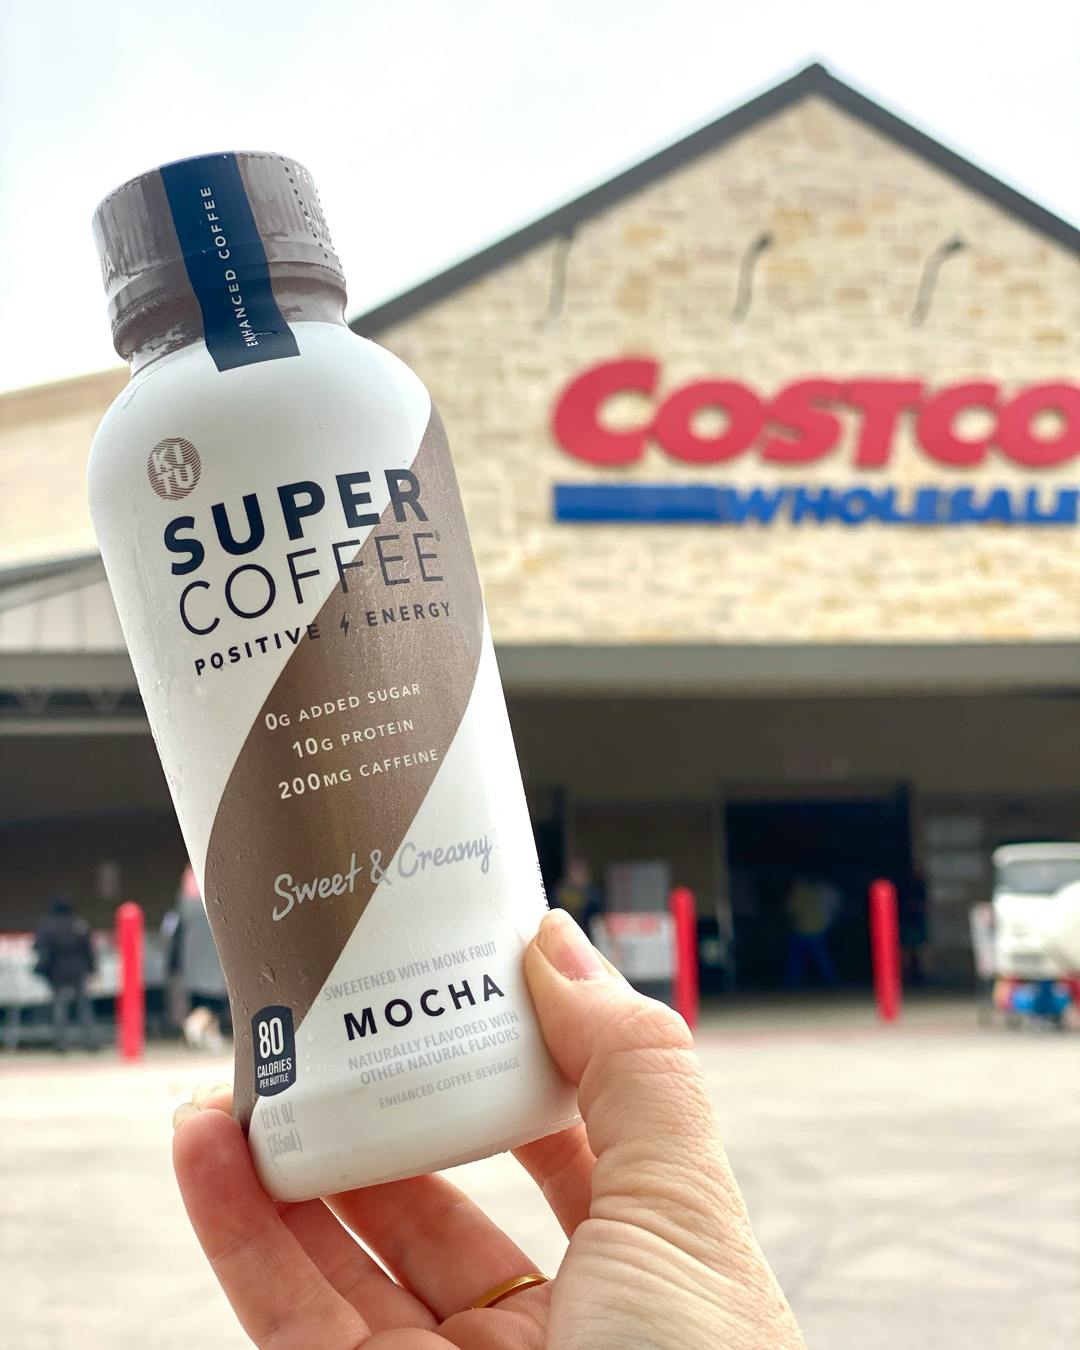 ENHANCED COFFEE
SUPER
COFFEE®
POSITIVE ENERGY
0G ADDED SUGAR
10G PROTEIN
200MG CAFFEINE
Sweet & Creamy
SWEETENED WITH MONK FRUIT
MOCHA
NATURALLY FLAVORED WITH
OTHER NATURAL FLAVORS
ENHANCED COFFEE BEVERAGE
80
CALORIES
PER BOTTLE
12 FL OZ
(355mL)
COSTCO
WHOLESALE